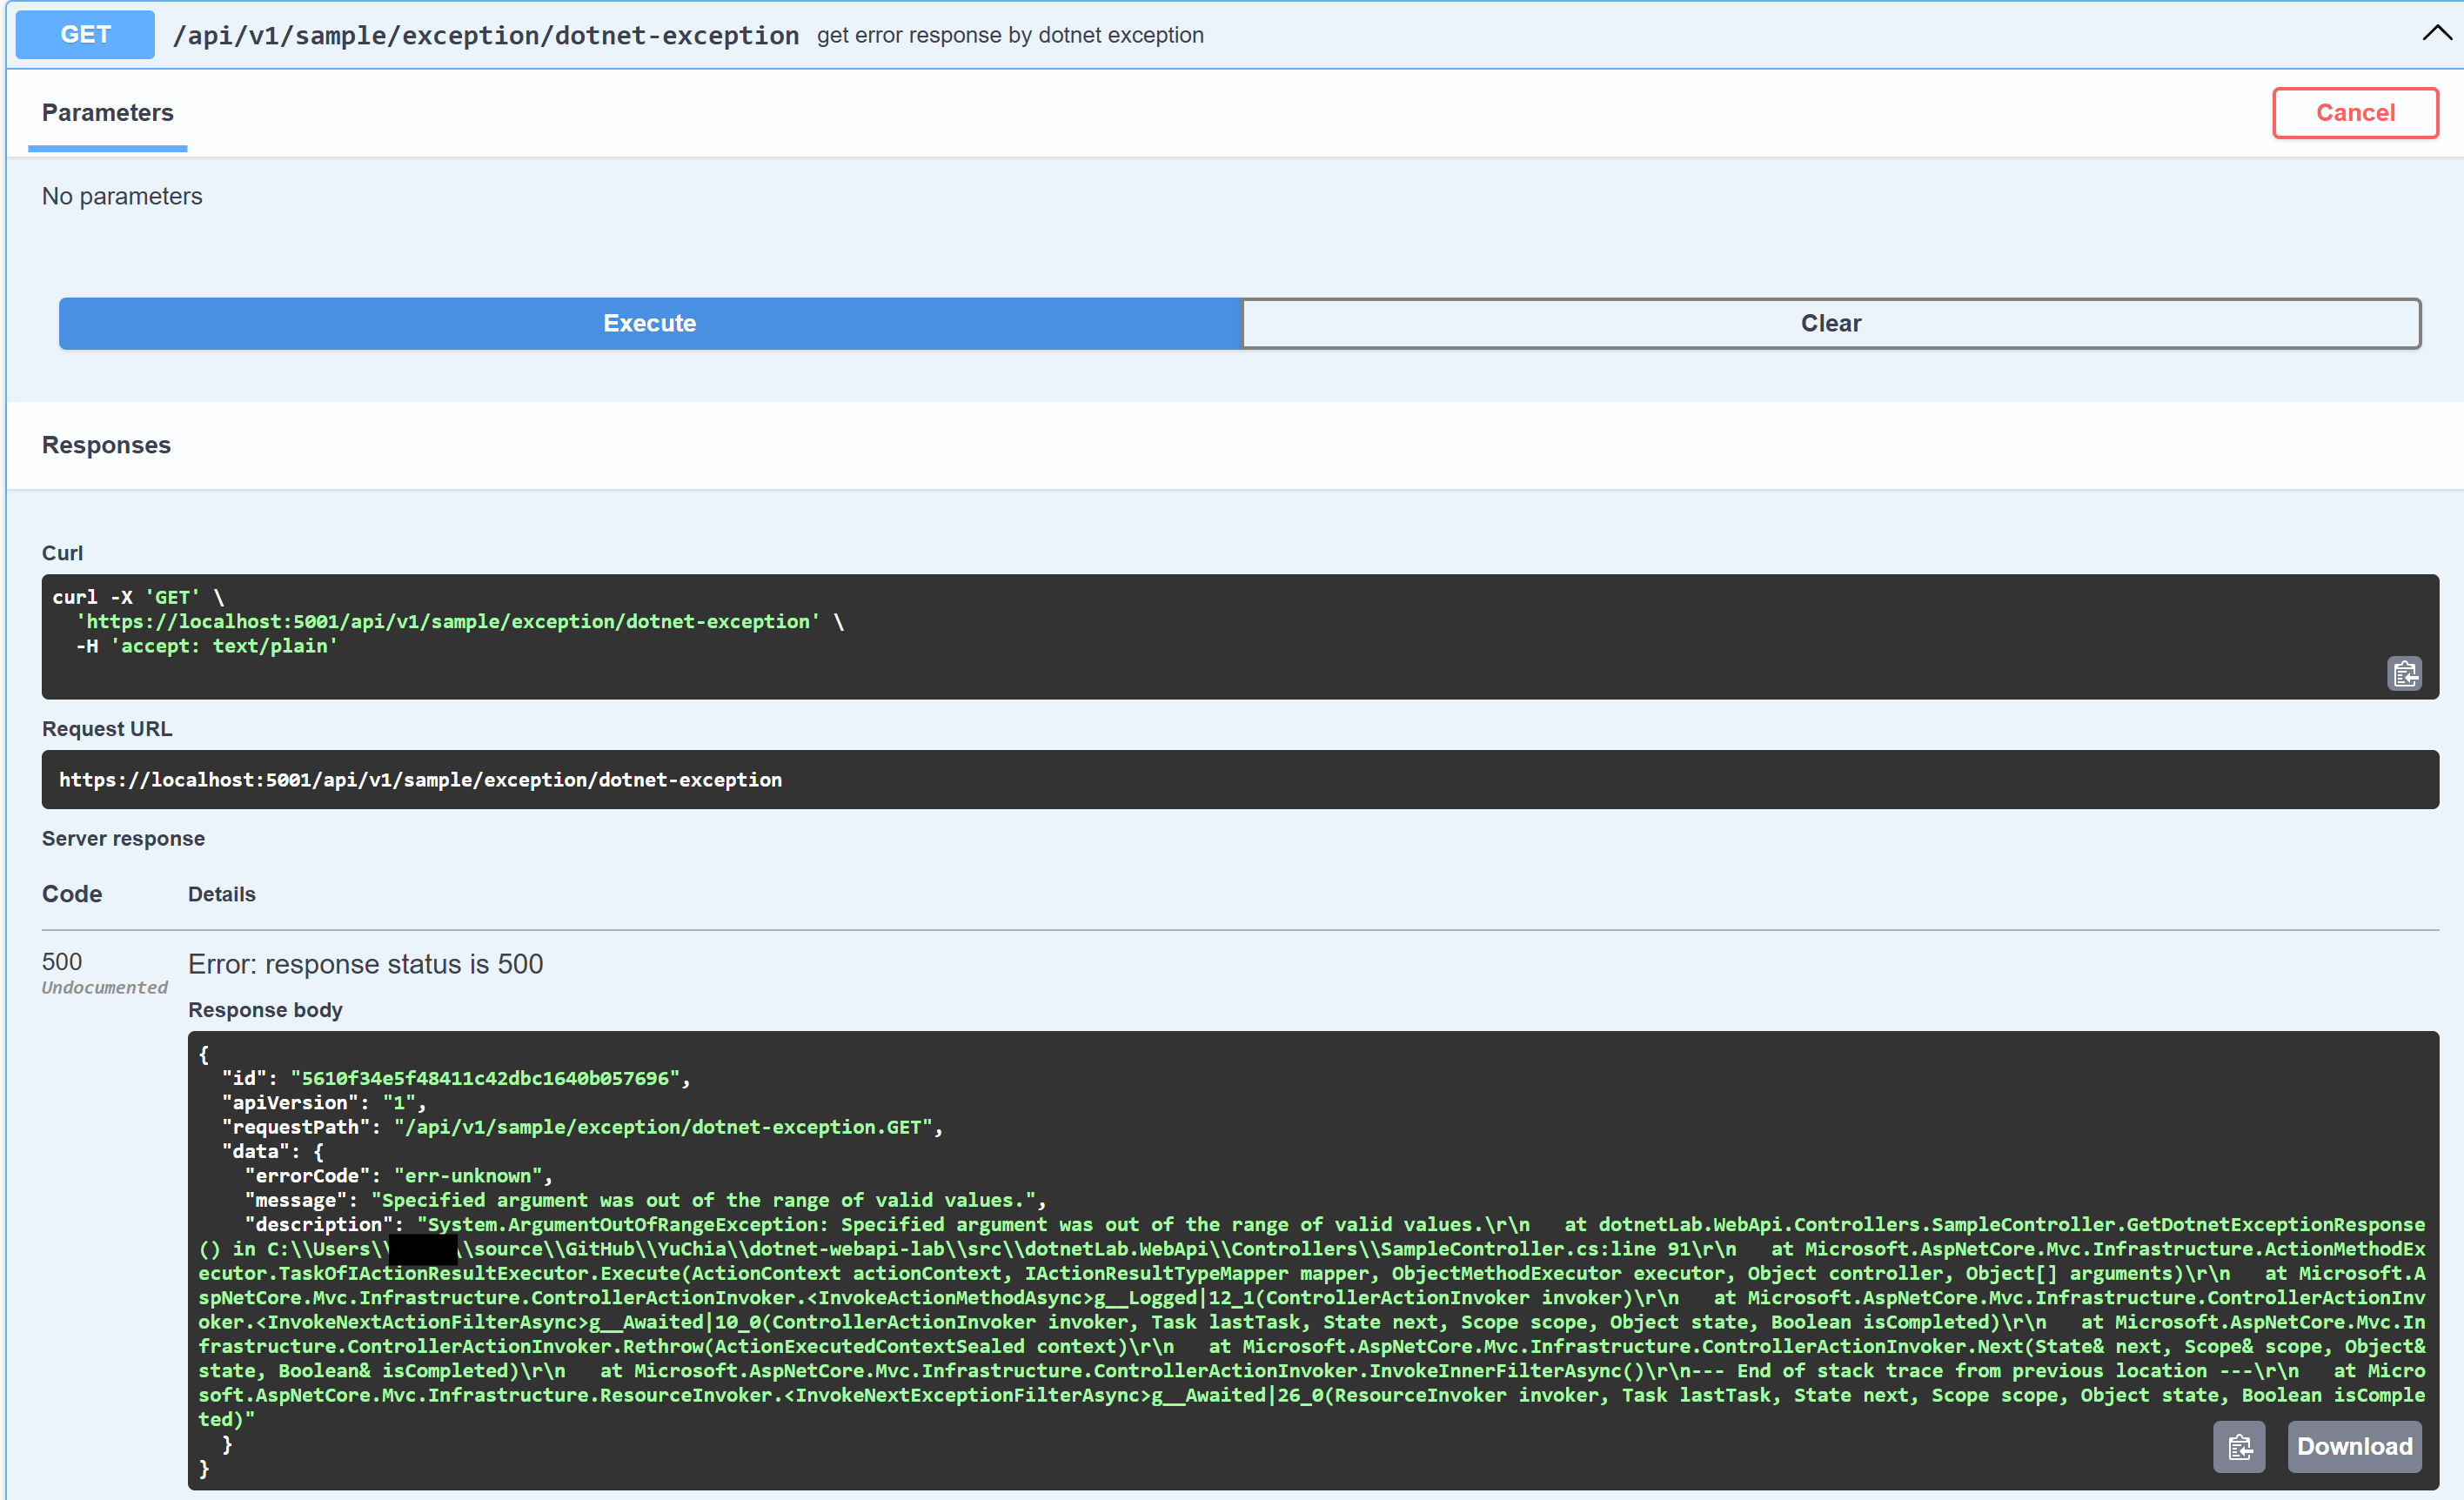 GET /api/v1/sample/exception/dotnet-exception get error response by dotnet exception
Parameters
Cancel
No parameters
Execute
Clear
Responses
Curl
curl -X 'GET' \
  'https://localhost:5001/api/v1/sample/exception/dotnet-exception' \
  -H 'accept: text/plain'
Request URL
https://localhost:5001/api/v1/sample/exception/dotnet-exception
Server response
Code Details
500
Undocumented
Error: response status is 500
Response body
{
  "id": "5610f34e5f48411c42dbc1640b057696",
  "apiVersion": "1",
  "requestPath": "/api/v1/sample/exception/dotnet-exception.GET",
  "data": {
    "errorCode": "err-unknown",
    "message": "Specified argument was out of the range of valid values.",
    "description": "System.ArgumentOutOfRangeException: Specified argument was out of the range of valid values.\r\n   at dotnetLab.WebApi.Controllers.SampleController.GetDotnetExceptionResponse
() in C:\\Users\\ \\source\\GitHub\\YuChia\\dotnet-webapi-lab\\src\\dotnetLab.WebApi\\Controllers\\SampleController.cs:line 91\r\n   at Microsoft.AspNetCore.Mvc.Infrastructure.ActionMethodEx
ecutor.TaskOfIActionResultExecutor.Execute(ActionContext actionContext, IActionResultTypeMapper mapper, ObjectMethodExecutor executor, Object controller, Object[] arguments)\r\n   at Microsoft.A
spNetCore.Mvc.Infrastructure.ControllerActionInvoker.<InvokeActionMethodAsync>g__Logged|12_1(ControllerActionInvoker invoker)\r\n   at Microsoft.AspNetCore.Mvc.Infrastructure.ControllerActionInv
oker.<InvokeNextActionFilterAsync>g__Awaited|10_0(ControllerActionInvoker invoker, Task lastTask, State next, Scope scope, Object state, Boolean isCompleted)\r\n   at Microsoft.AspNetCore.Mvc.In
frastructure.ControllerActionInvoker.Rethrow(ActionExecutedContextSealed context)\r\n   at Microsoft.AspNetCore.Mvc.Infrastructure.ControllerActionInvoker.Next(State& next, Scope& scope, Object&
state, Boolean& isCompleted)\r\n   at Microsoft.AspNetCore.Mvc.Infrastructure.ControllerActionInvoker.InvokeInnerFilterAsync()\r\n--- End of stack trace from previous location ---\r\n   at Micro
soft.AspNetCore.Mvc.Infrastructure.ResourceInvoker.<InvokeNextExceptionFilterAsync>g__Awaited|26_0(ResourceInvoker invoker, Task lastTask, State next, Scope scope, Object state, Boolean isComple
ted)"
  }
}
Download